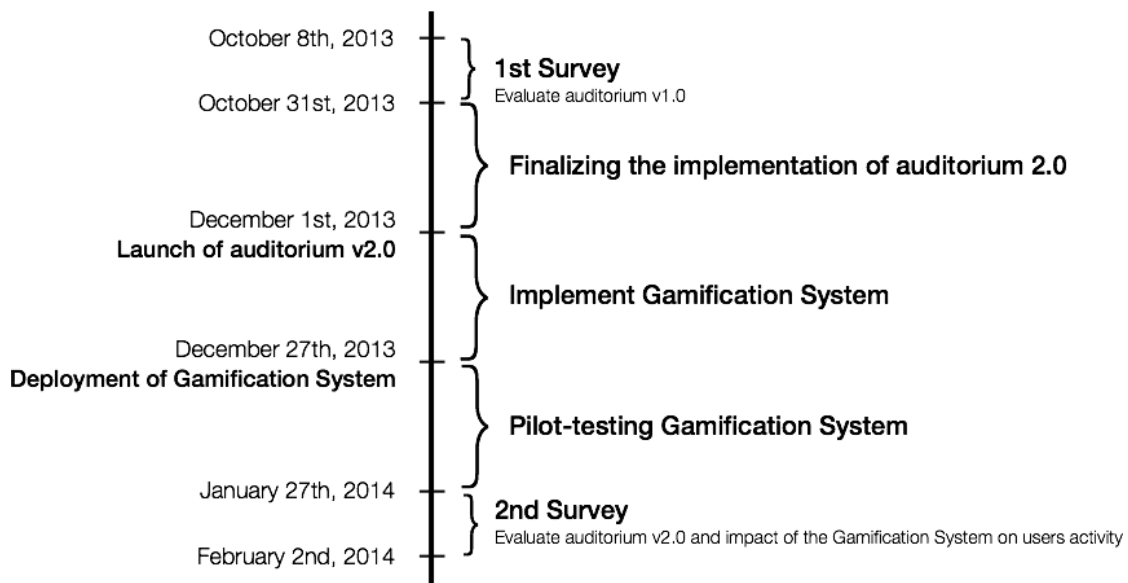 October 8th, 2013
1st Survey
Evaluate auditorium v1.0
October 31st, 2013
Finalizing the implementation of auditorium 2.0
December 1st, 2013
Launch of auditorium v2.0
Implement Gamification System
December 27th, 2013
Deployment of Gamification System
Pilot-testing Gamification System
January 27th, 2014
2nd Survey
Evaluate auditorium v2.0 and impact of the Gamification System on users activity
February 2nd, 2014